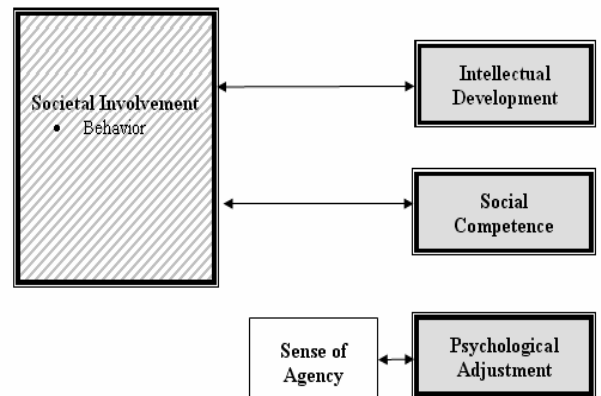 Societal Involvement
• Behavior
Intellectual
Development
Social
Competence
Sense of
Agency
Psychological
Adjustment